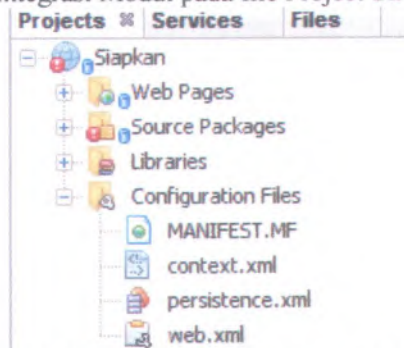 Projects Services Files
Siapkan
Web Pages
Source Packages
Libraries
Configuration Files
MANIFEST.MF
context.xml
persistence.xml
web.xml